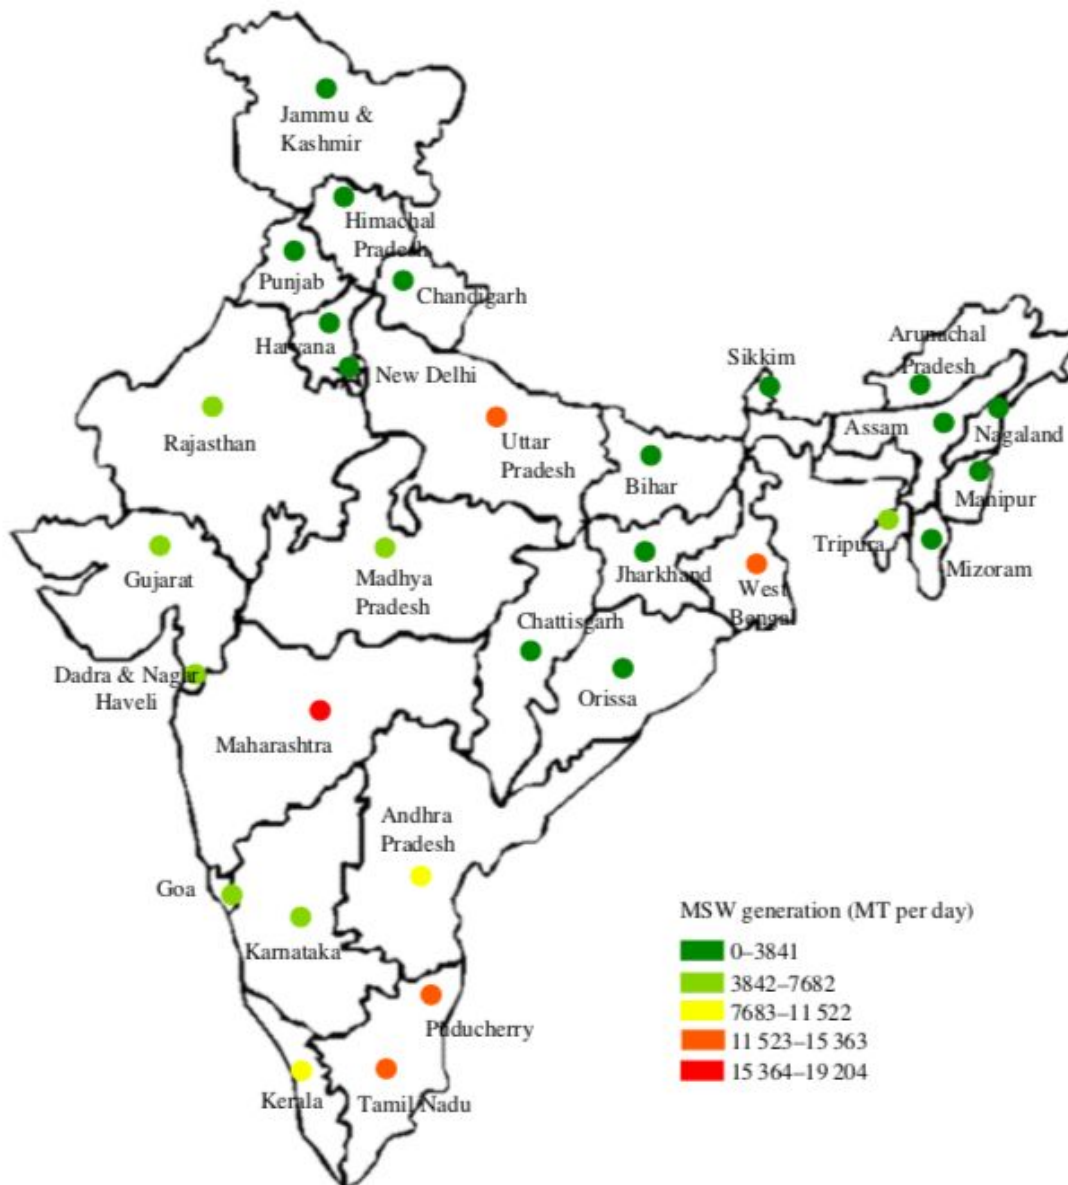 Jammu &
Kashmir
Himachal
Pradesh
Punjab
Chandigarh
Haryana
New Delhi
Rajasthan
Uttar
Pradesh
Sikkim
Arunachal
Pradesh
Assam
Nagaland
Bihar
Manipur
Tripura
Mizoram
Gujarat
Madhya
Pradesh
Jharkhand
West
Bengal
Chattisgarh
Orissa
Dadra & Nagar
Haveli
Maharashtra
Andhra
Pradesh
Goa
Karnataka
Puducherry
Kerala
Tamil Nadu
MSW generation (MT per day)
0–3841
3842–7682
7683–11 522
11 523–15 363
15 364–19 204